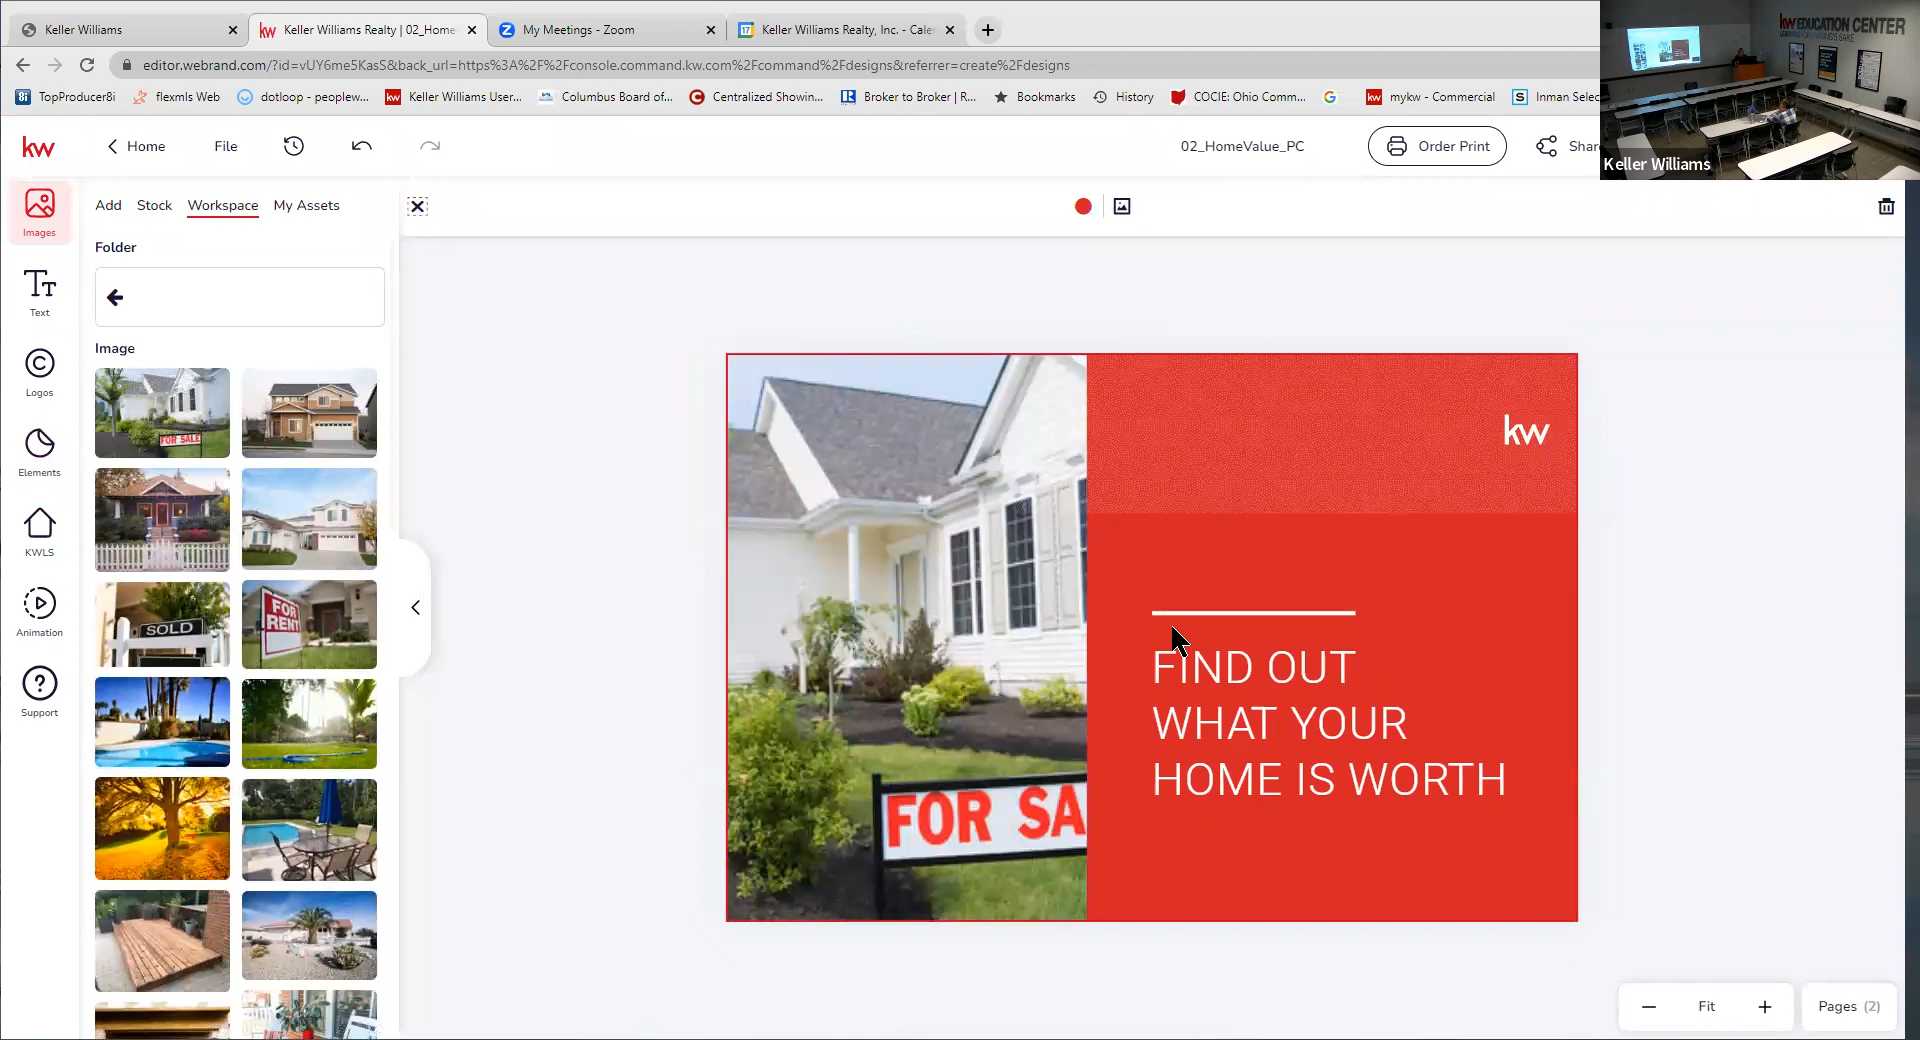 Keller Williams
Keller Williams Realty | 02_Home
My Meetings - Zoom
17
Keller Williams Realty, Inc. - Cale
editor.webrand.com/?id=vUY6me5KasS&back_url=https%3A%2F%2Fconsole.command.kw.com%2Fcommand%2Fdesigns&referrer=create%2Fdesigns
8i TopProducer8i
flexmls Web
dotloop - peoplew...
kw Keller Williams User...
Columbus Board of...
Centralized Showin...
Broker to Broker | R...
Bookmarks
History
COCIE: Ohio Comm...
kw mykw - Commercial
Inman Selec
kw EDUCATION CENTER
Keller Williams
kw
Home
File
02_HomeValue_PC
Order Print
Shar
Images
Text
Logos
Elements
KWLS
Animation
Support
Add
Stock
Workspace
My Assets
Folder
Image
FOR SALE
SOLD
FOR
RENT
kw
FIND OUT
WHAT YOUR
HOME IS WORTH
FOR SA
Fit
Pages (2)